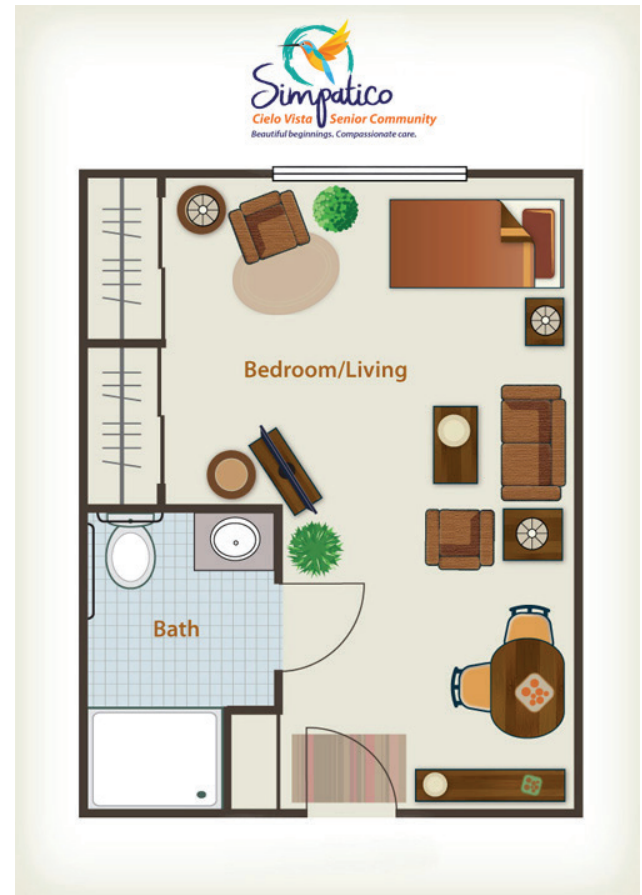 Simpatico
Cielo Vista Senior Community
Beautiful beginnings. Compassionate care.
Bedroom/Living
Bath